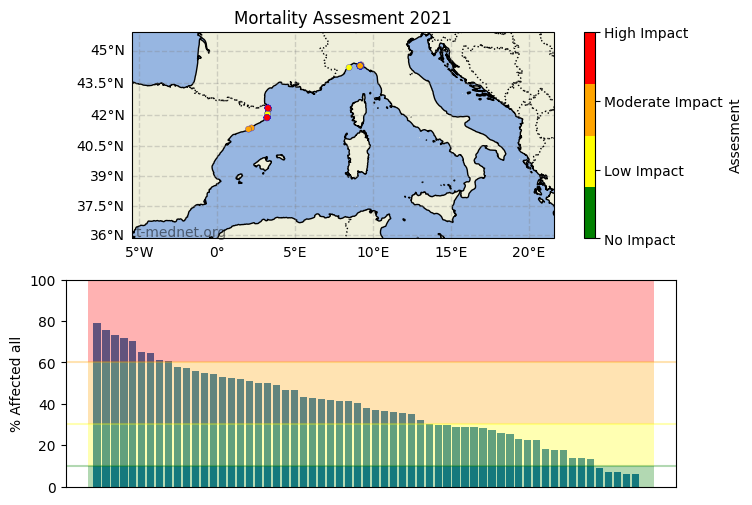 Mortality Assesment 2021
45°N
43.5°N
42°N
40.5°N
39°N
37.5°N
36°N
5°W
0°
5°E
10°E
15°E
20°E
t-mednet.org
High Impact
Moderate Impact
Low Impact
No Impact
Assesment
100
80
60
40
20
0
% Affected all